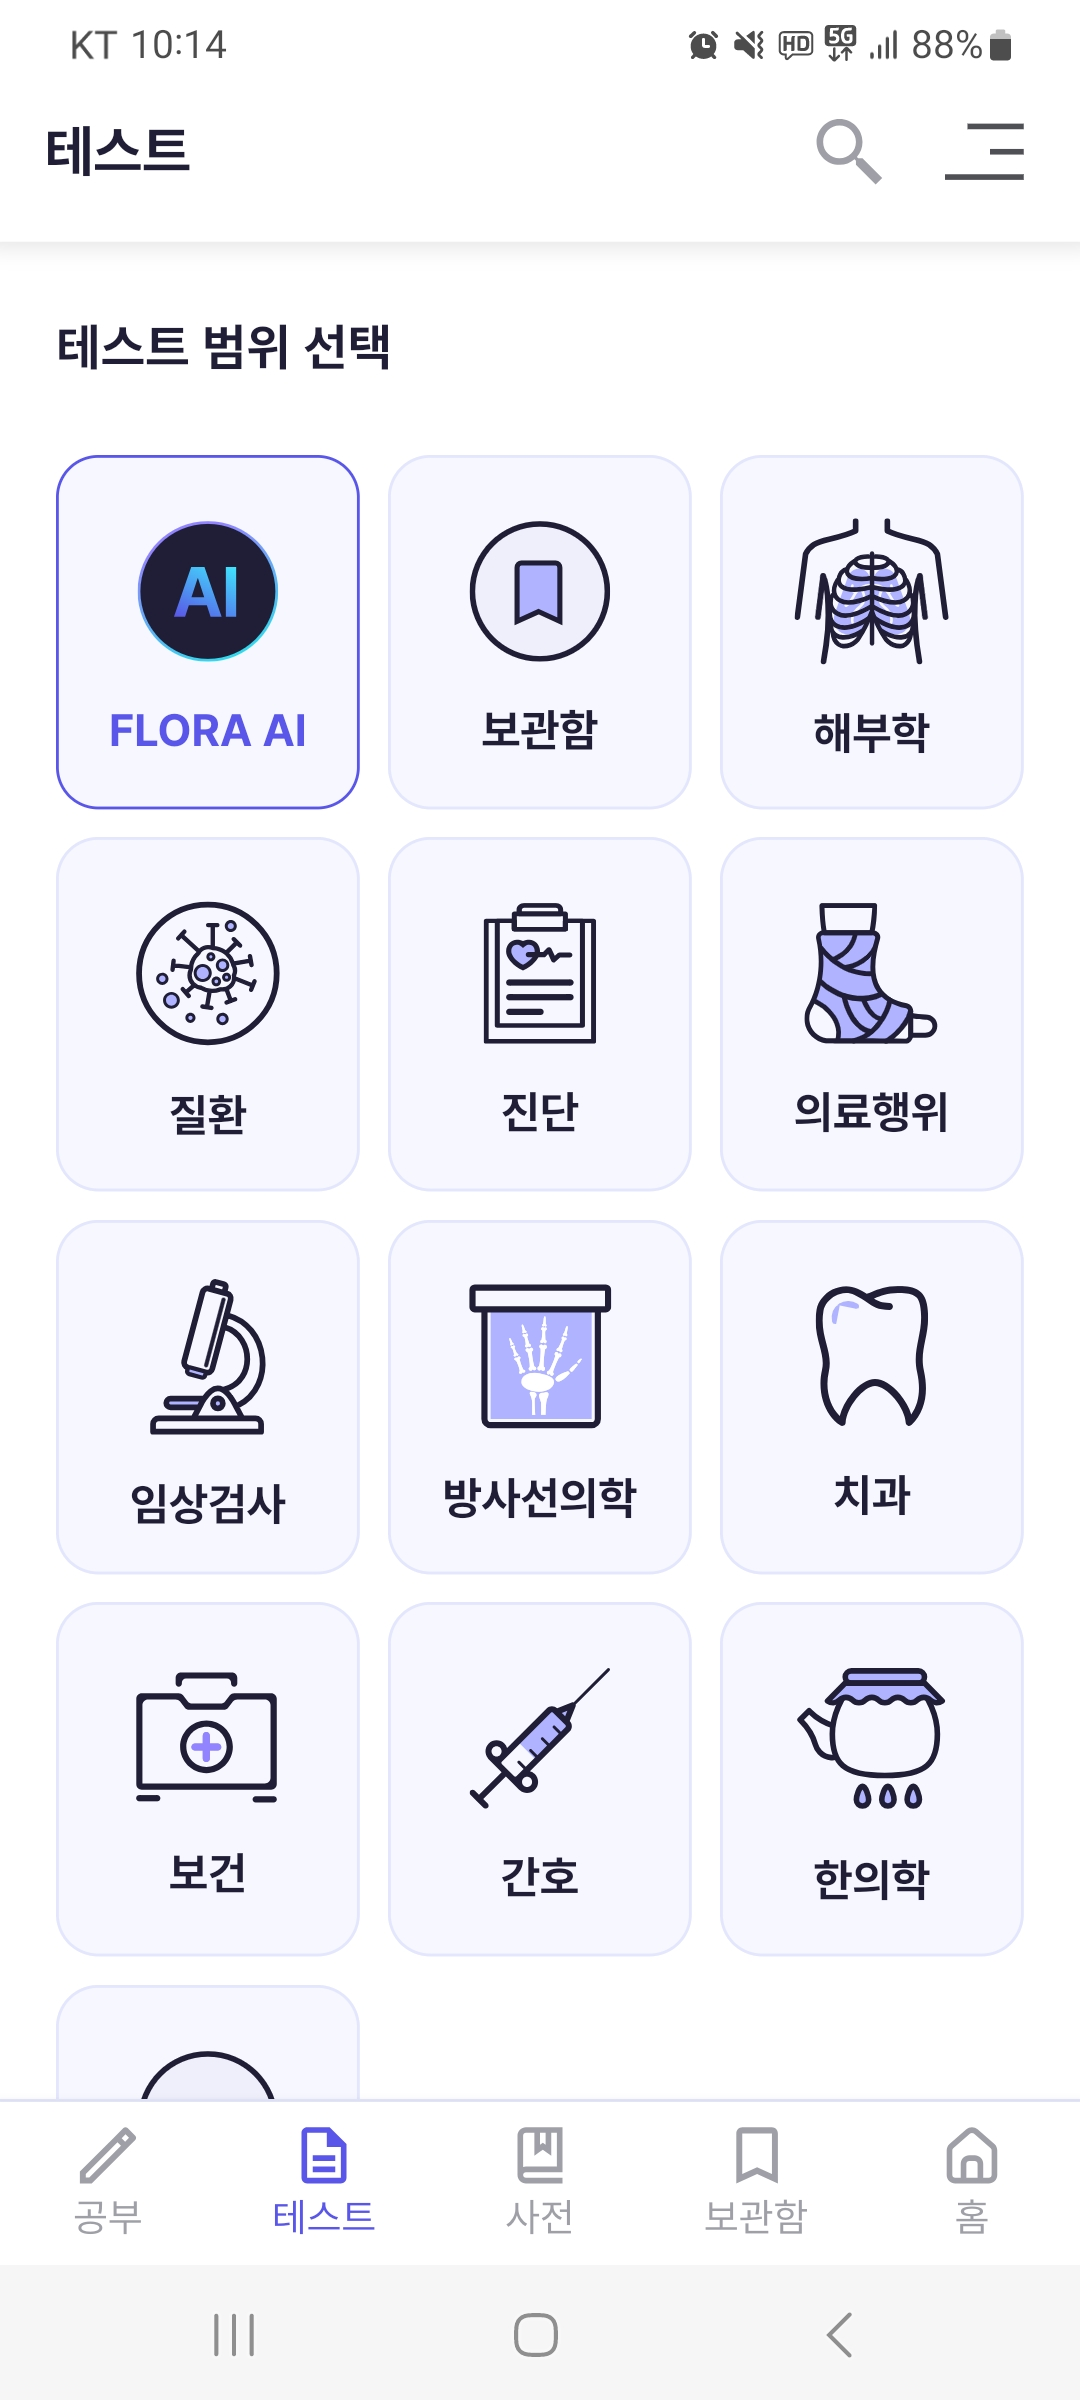 KT 10:14 HD 5G 88%
테스트
테스트 범위 선택
AI
FLORA AI
보관함
해부학
질환
진단
의료행위
임상검사
방사선의학
치과
보건
간호
한의학
공부
테스트
사전
보관함
홈